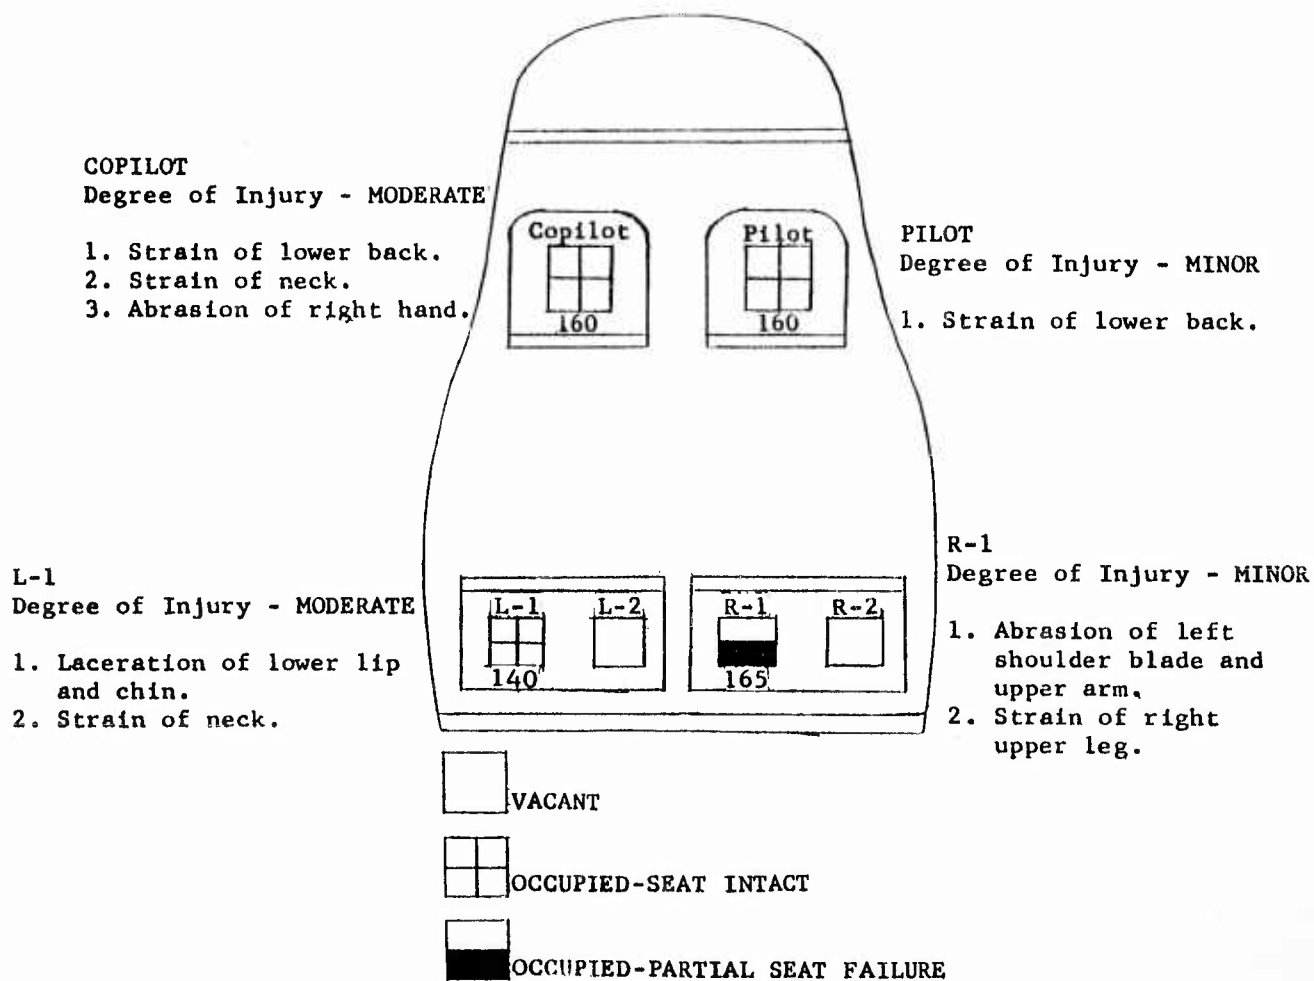 COPILOT
Degree of Injury - MODERATE
1. Strain of lower back.
2. Strain of neck.
3. Abrasion of right hand.
Copilot
160
Pilot
160
PILOT
Degree of Injury - MINOR
1. Strain of lower back.
L-1
Degree of Injury - MODERATE
1. Laceration of lower lip
and chin.
2. Strain of neck.
L-1
L-2
140
R-1
R-2
165
R-1
Degree of Injury - MINOR
1. Abrasion of left
shoulder blade and
upper arm.
2. Strain of right
upper leg.
VACANT
OCCUPIED-SEAT INTACT
OCCUPIED-PARTIAL SEAT FAILURE